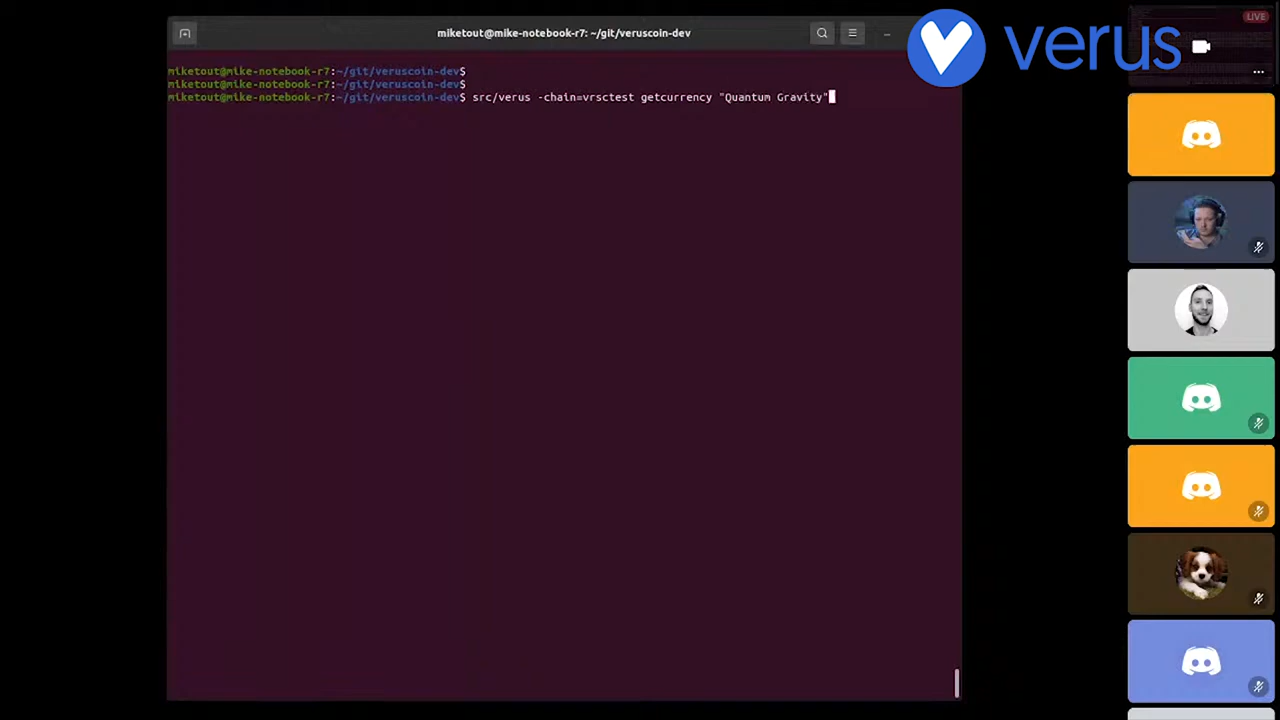 miketout@mike-notebook-r7: ~/git/veruscoin-dev
verus
LIVE
miketout@mike-notebook-r7:~/git/veruscoin-dev$
miketout@mike-notebook-r7:~/git/veruscoin-dev$
miketout@mike-notebook-r7:~/git/veruscoin-dev$ src/verus -chain=vrsctest getcurrency "Quantum Gravity"